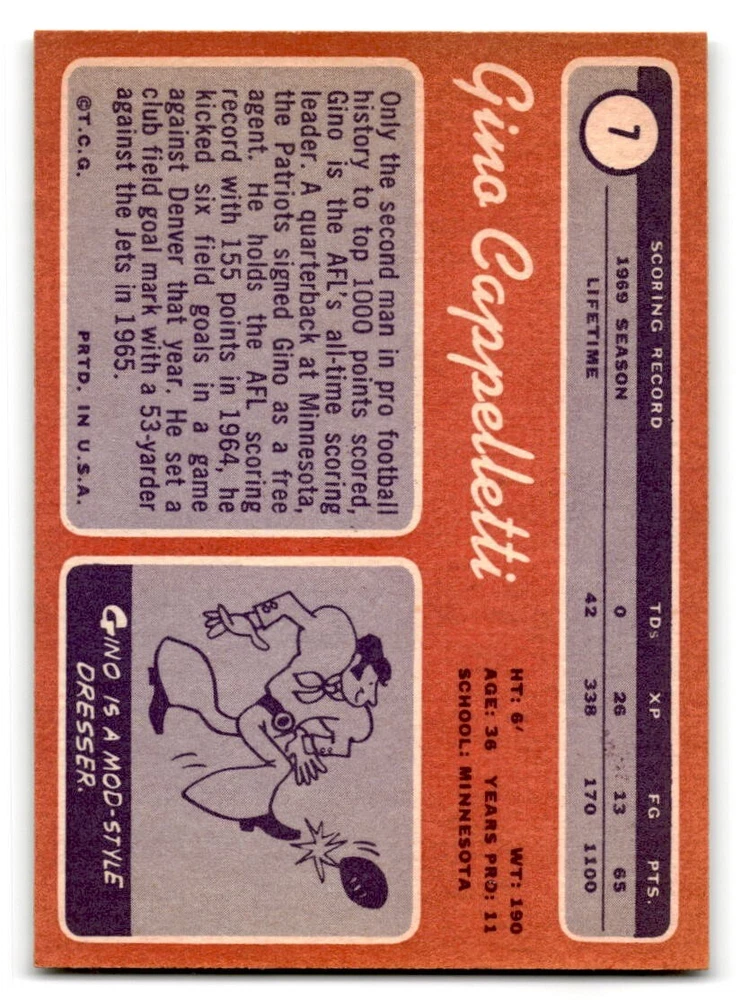 7
SCORING RECORD TDs XP FG PTS.
1969 SEASON 0 26 13 65
LIFETIME 42 338 170 1100
Gino Cappelletti
HT: 6′ WT: 190
AGE: 36 YEARS PRO: 11
SCHOOL: MINNESOTA
Only the second man in pro football
history to top 1000 points scored,
Gino is the AFL's all-time scoring
leader. A quarterback at Minnesota,
the Patriots signed Gino as a free
agent. He holds the AFL scoring
record with 155 points in 1964, he
kicked six field goals in a game
against Denver that year. He set a
club field goal mark with a 53-yarder
against the Jets in 1965.
©T.C.G. PRTD. IN U.S.A.
GINO IS A MOD-STYLE
DRESSER.